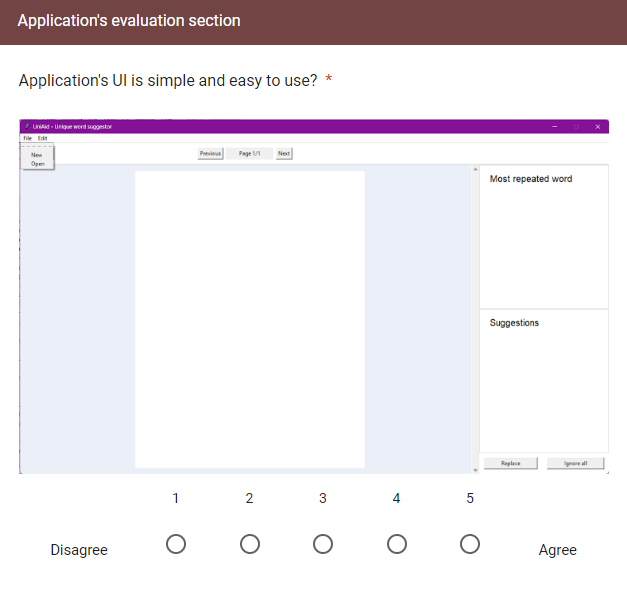 Application's evaluation section
Application's UI is simple and easy to use? *
UniAid - Unique word suggestor
File Edit
New
Open
Previous Page 1/1 Next
Most repeated word
Suggestions
Replace Ignore all
1 2 3 4 5
Disagree Agree